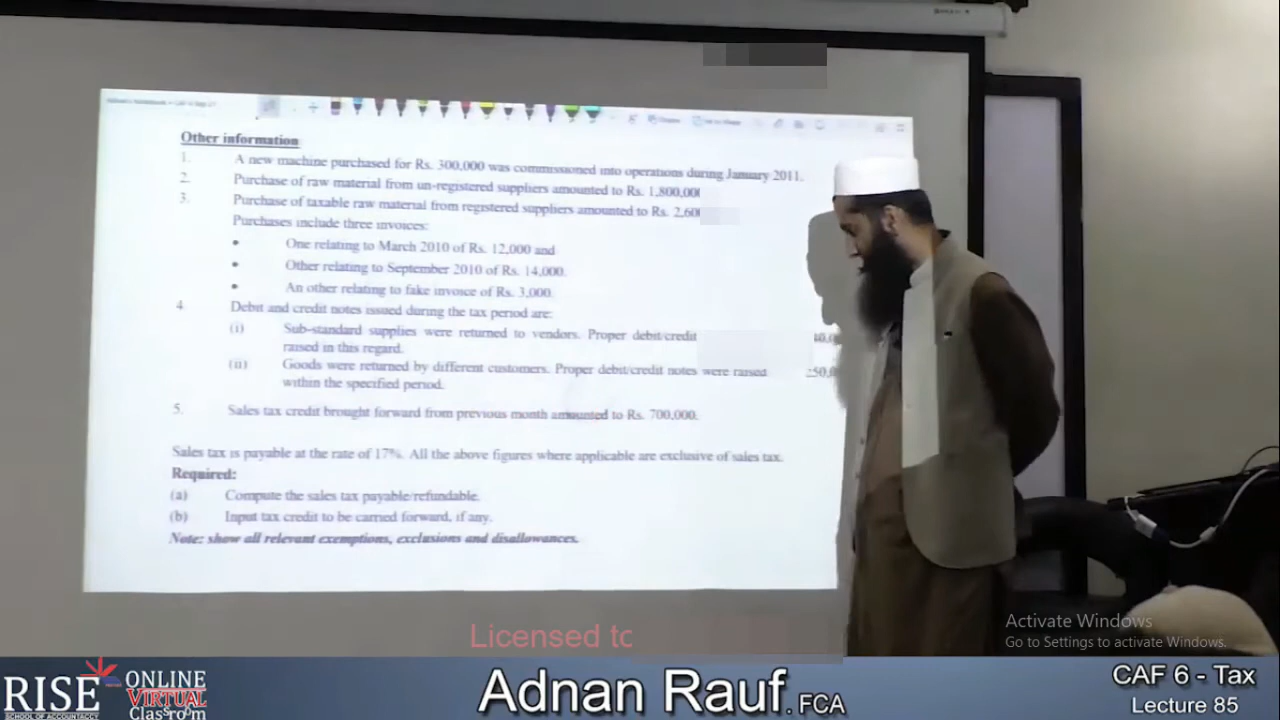 Other information
1. A new machine purchased for Rs. 300,000 was commissioned into operations during January 2011.
2. Purchase of raw material from un-registered suppliers amounted to Rs. 1,800,00
3. Purchase of taxable raw material from registered suppliers amounted to Rs. 2,60
Purchases include three invoices:
• One relating to March 2010 of Rs. 12,000 and
• Other relating to September 2010 of Rs. 14,000.
• An other relating to fake invoice of Rs. 3,000.
4. Debit and credit notes issued during the tax period are:
(i) Sub-standard supplies were returned to vendors. Proper debit/credit
raised in this regard.
(ii) Goods were returned by different customers. Proper debit/credit notes were raised
within the specified period.
5. Sales tax credit brought forward from previous month amounted to Rs. 700,000.
Sales tax is payable at the rate of 17%. All the above figures where applicable are exclusive of sales tax.
Required:
(a) Compute the sales tax payable/refundable.
(b) Input tax credit to be carried forward, if any.
Note: show all relevant exemptions, exclusions and disallowances.
Activate Windows
Go to Settings to activate Windows.
Licensed to
RISE
SCHOOL OF ACCOUNTANCY
ONLINE
VIRTUAL
Classroom
Adnan Rauf. FCA
CAF 6 - Tax
Lecture 85